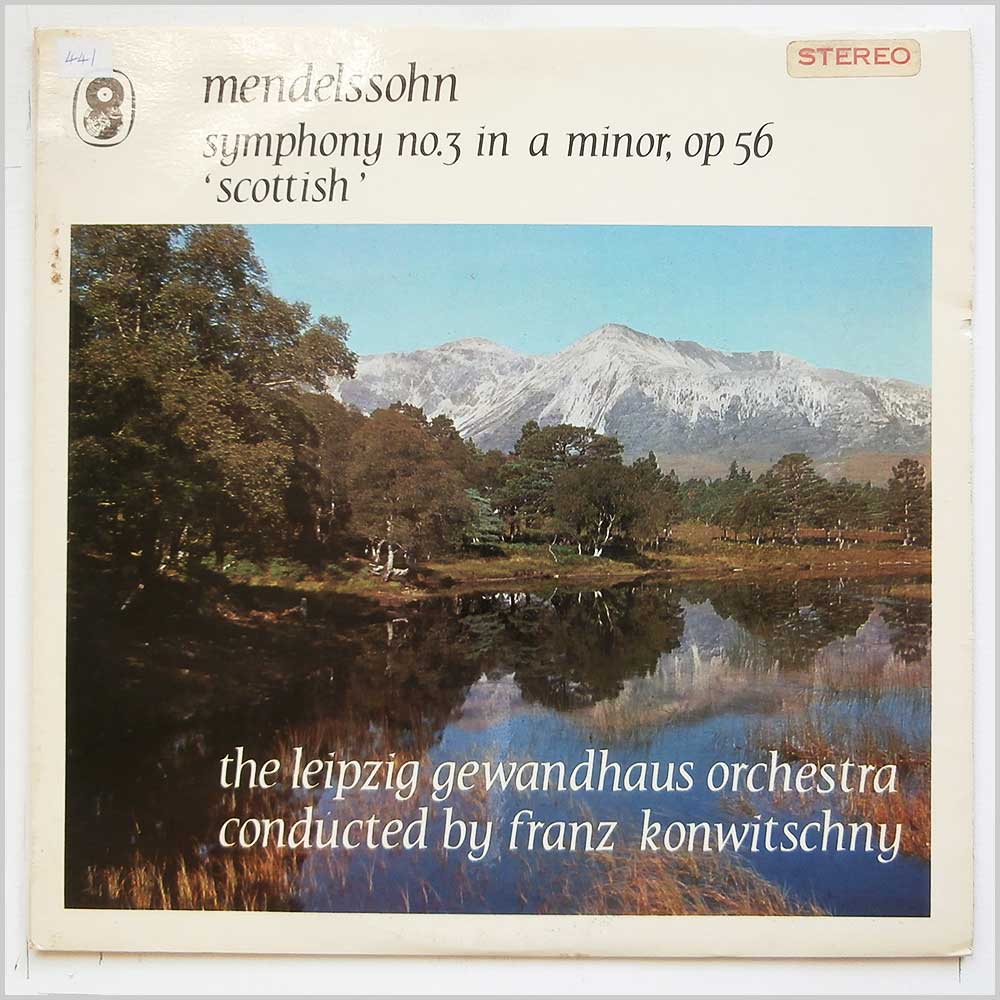 441
STEREO
mendelssohn
symphony no.3 in a minor, op 56
‘scottish’
the leipzig gewandhaus orchestra
conducted by franz konwitschny